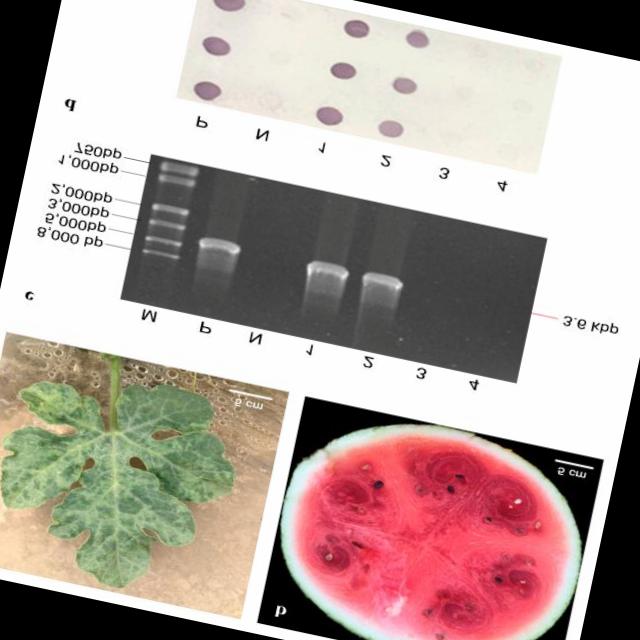 b
5 cm
5 cm
c
M P N 1 2 3 4
8,000 bp
5,000bp
3,000bp
2,000bp
1,000bp
750bp
3.6 kbp
d
P N 1 2 3 4